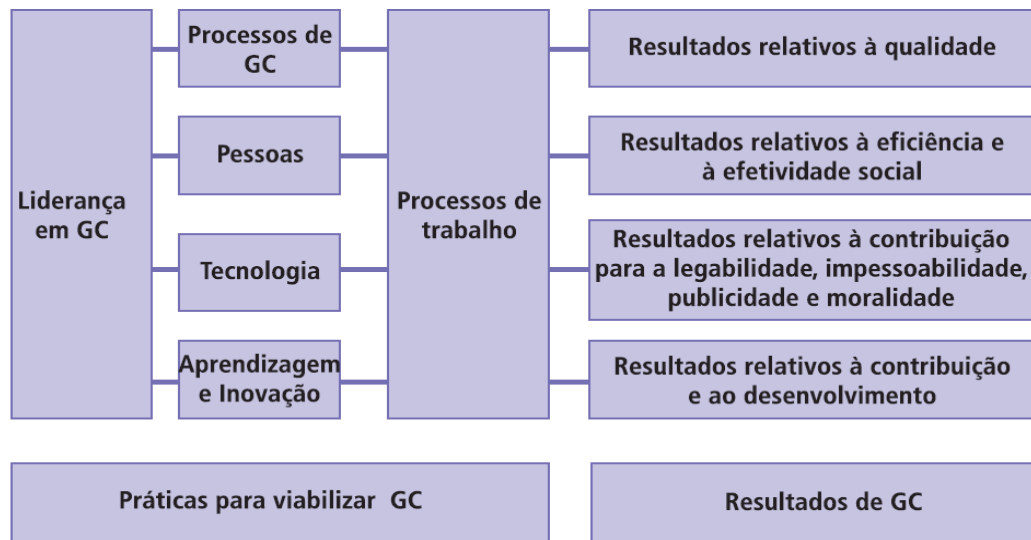 Liderança
em GC
Processos de
GC
Pessoas
Tecnologia
Aprendizagem
e Inovação
Processos de
trabalho
Resultados relativos à qualidade
Resultados relativos à eficiência e
à efetividade social
Resultados relativos à contribuição
para a legabilidade, impessoabilidade,
publicidade e moralidade
Resultados relativos à contribuição
e ao desenvolvimento
Práticas para viabilizar GC
Resultados de GC